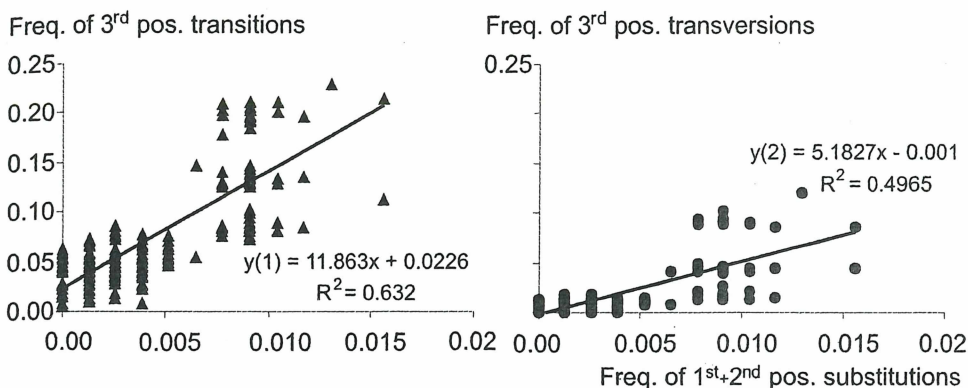 Freq. of 3rd pos. transitions
0.25
0.20
0.15
0.10
0.05
0.00
y(1) = 11.863x + 0.0226
R2 = 0.632
0.00 0.005 0.010 0.015 0.02
Freq. of 3rd pos. transversions
0.25
y(2) = 5.1827x - 0.001
R2 = 0.4965
0.00 0.005 0.010 0.015 0.02
Freq. of 1st+2nd pos. substitutions